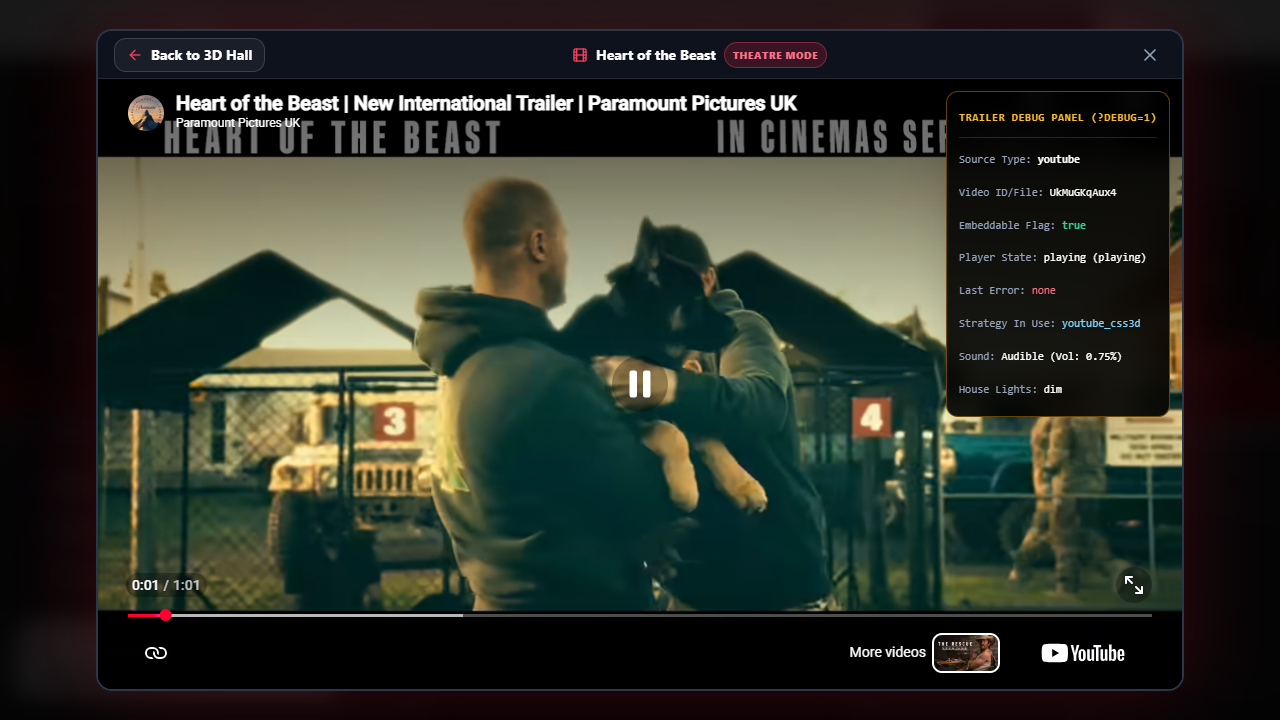 Back to 3D Hall
Heart of the Beast
THEATRE MODE
Heart of the Beast | New International Trailer | Paramount Pictures UK
Paramount Pictures UK
HEART OF THE BEAST
IN CINEMAS
TRAILER DEBUG PANEL (?DEBUG=1)
Source Type: youtube
Video ID/File: UkMuGKqAux4
Embeddable Flag: true
Player State: playing (playing)
Last Error: none
Strategy In Use: youtube_css3d
Sound: Audible (Vol: 0.75%)
House Lights: dim
3
4
0:01 / 1:01
More videos
THE RESCUE
YouTube